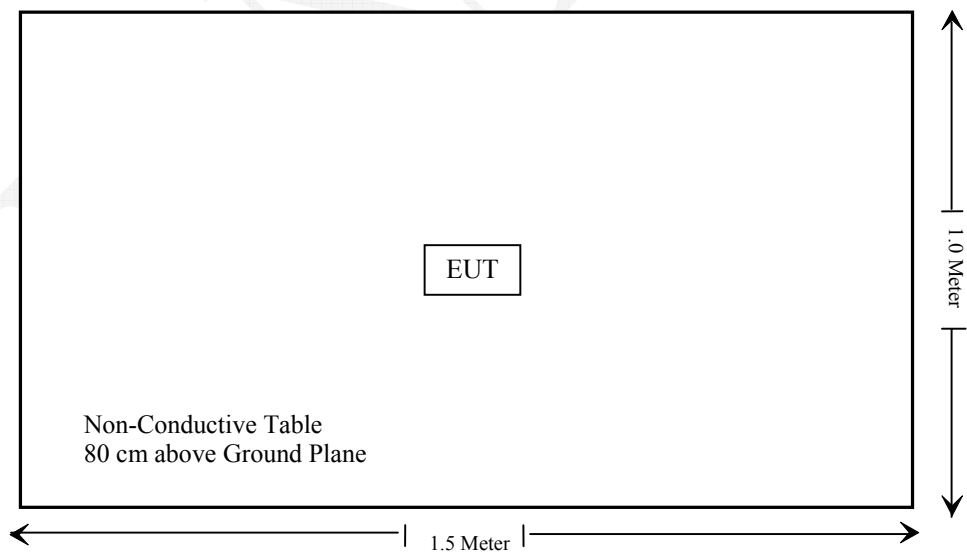 EUT
1.0 Meter
Non-Conductive Table
80 cm above Ground Plane
1.5 Meter